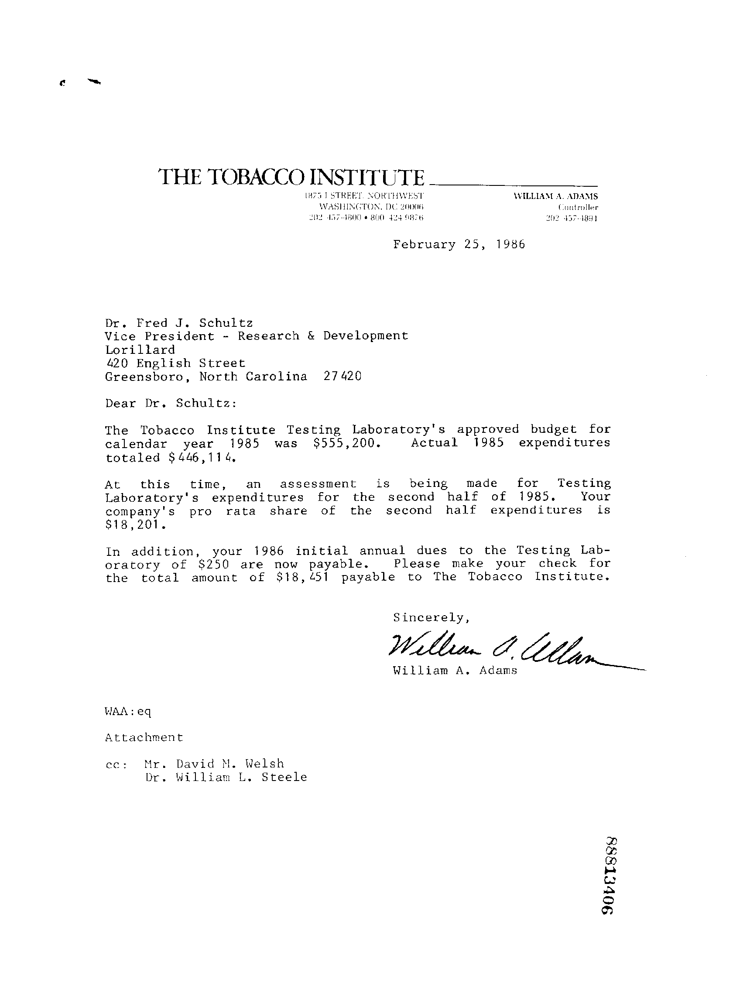 THE TOBACCO INSTITUTE
1875 I STREET, NORTHWEST
WASHINGTON, DC 20006
202 457-4800 • 800 424-9876
WILLIAM A. ADAMS
Controller
202 457-4891
February 25, 1986
Dr. Fred J. Schultz
Vice President - Research & Development
Lorillard
420 English Street
Greensboro, North Carolina 27420
Dear Dr. Schultz:
The Tobacco Institute Testing Laboratory's approved budget for
calendar year 1985 was $555,200. Actual 1985 expenditures
totaled $446,114.
At this time, an assessment is being made for Testing
Laboratory's expenditures for the second half of 1985. Your
company's pro rata share of the second half expenditures is
$18,201.
In addition, your 1986 initial annual dues to the Testing Lab-
oratory of $250 are now payable. Please make your check for
the total amount of $18,451 payable to The Tobacco Institute.
Sincerely,
William A. Adams
William A. Adams
WAA:eq
Attachment
cc: Mr. David M. Welsh
Dr. William L. Steele
88813406